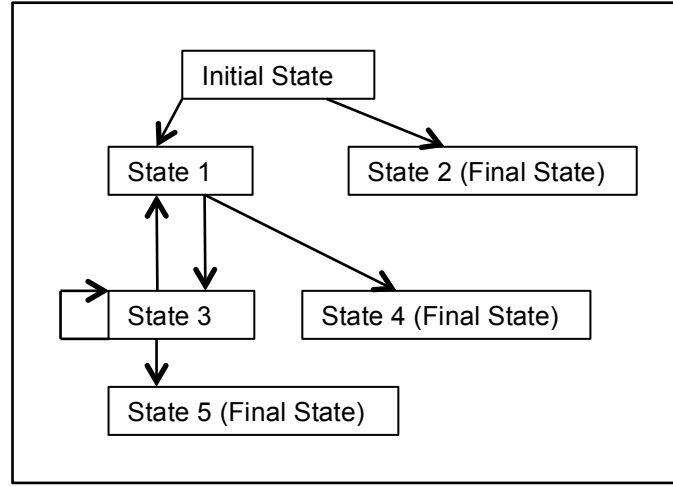 Initial State
State 1
State 2 (Final State)
State 3
State 4 (Final State)
State 5 (Final State)